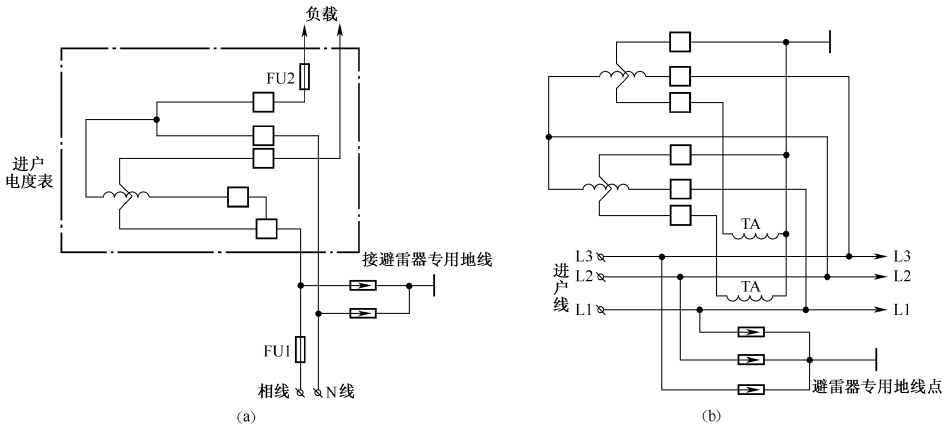 负载
FU2
进户
电度表
接避雷器专用地线
FU1
相线
N线
(a)
TA
L3
L3
L2
L2
TA
进户线
L1
L1
避雷器专用地线点
(b)